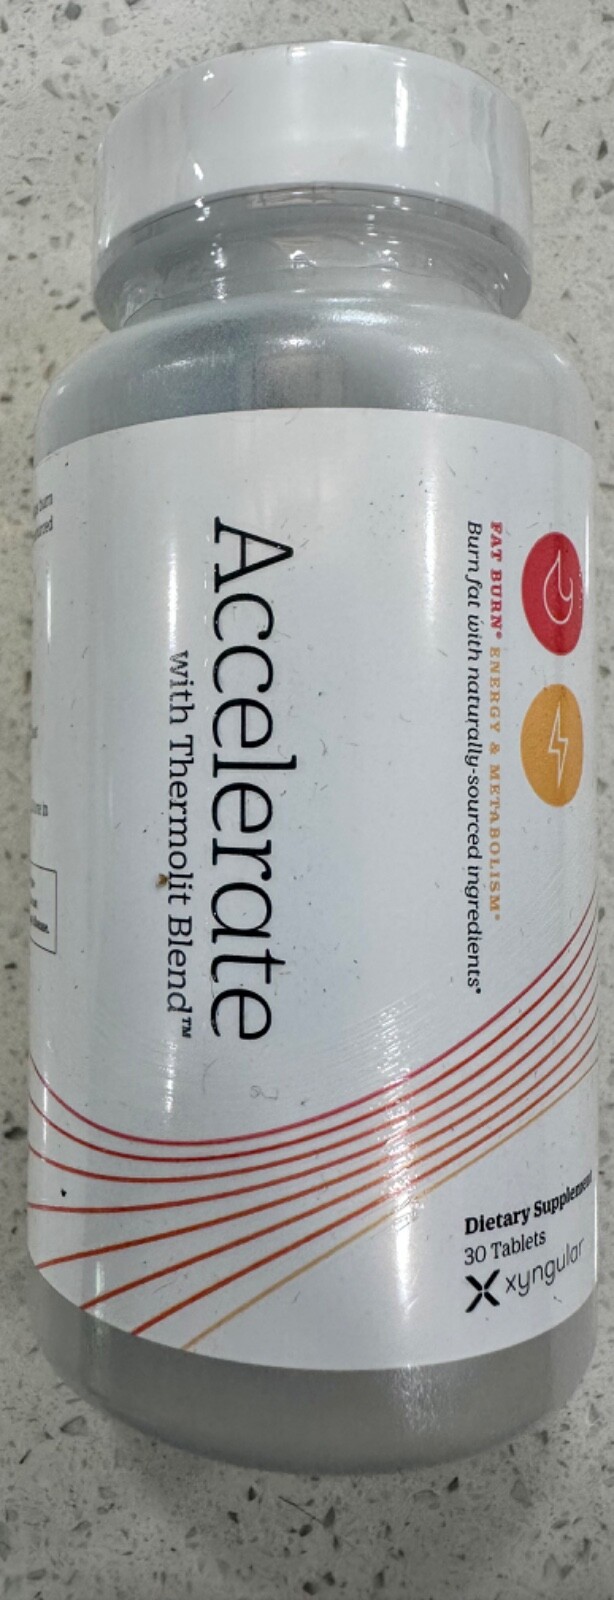 FAT BURN* ENERGY & METABOLISM*
Burn fat with naturally-sourced ingredients*
Accelerate
with Thermolit Blend™
Dietary Supplement
30 Tablets
xyngular
burn